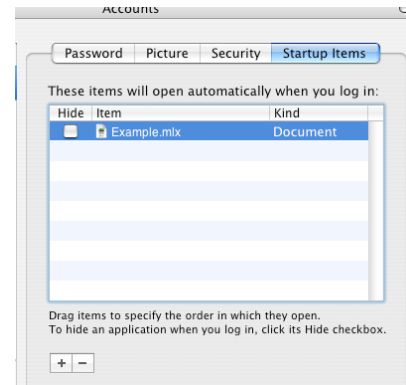 Accounts
Password Picture Security Startup Items
These items will open automatically when you log in:
Hide Item Kind
Example.mlx Document
Drag items to specify the order in which they open.
To hide an application when you log in, click its Hide checkbox.
+ −